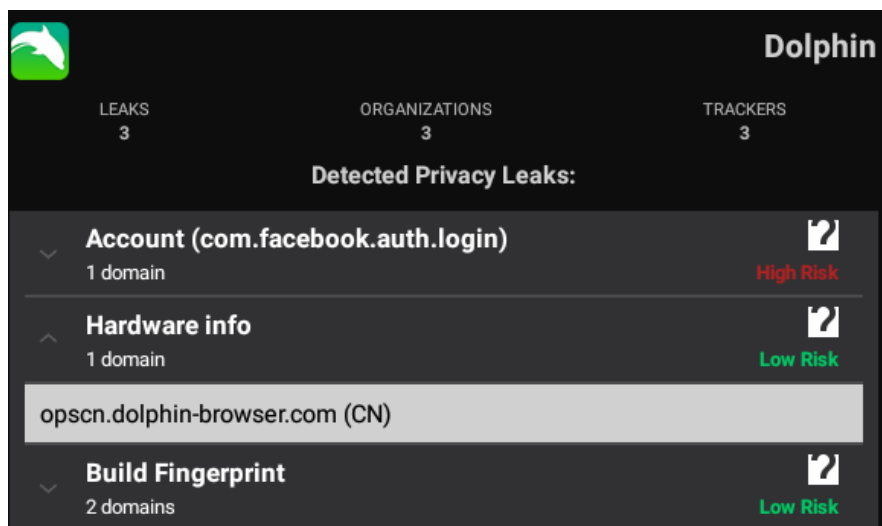 Dolphin
LEAKS ORGANIZATIONS TRACKERS
3 3 3
Detected Privacy Leaks:
Account (com.facebook.auth.login)
1 domain High Risk
Hardware info
1 domain Low Risk
opscn.dolphin-browser.com (CN)
Build Fingerprint
2 domains Low Risk